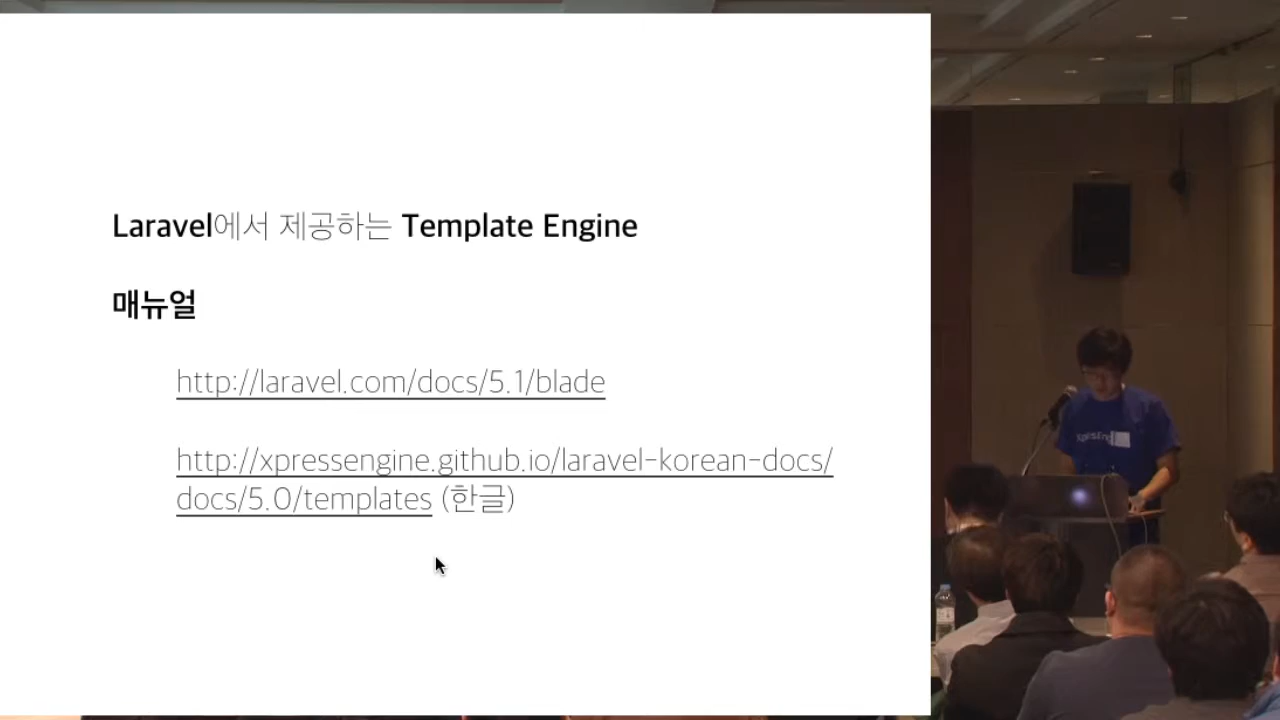 Laravel에서 제공하는 Template Engine
매뉴얼
http://laravel.com/docs/5.1/blade
http://xpressengine.github.io/laravel-korean-docs/
docs/5.0/templates (한글)